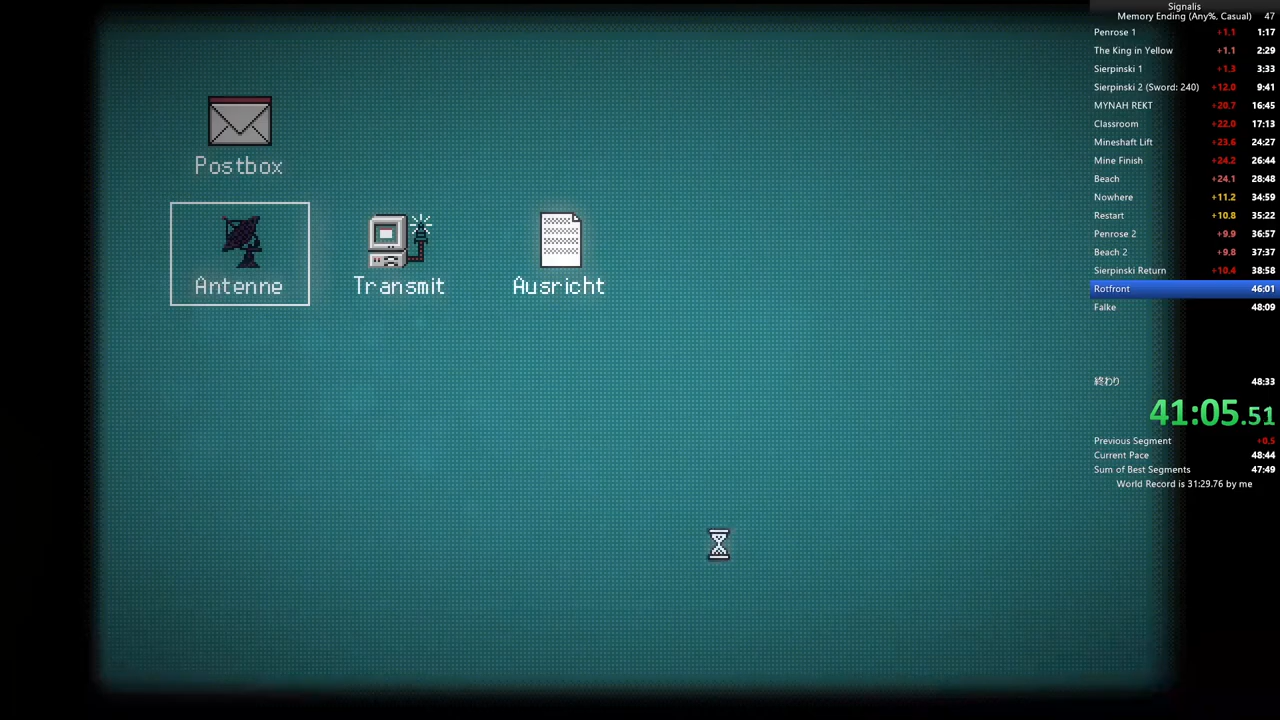 Signalis
Memory Ending (Any%, Casual) 47
Penrose 1 +1.1 1:17
The King in Yellow +1.1 2:29
Sierpinski 1 +1.3 3:33
Sierpinski 2 (Sword: 240) +12.0 9:41
MYNAH REKT +20.7 16:45
Classroom +22.0 17:13
Mineshaft Lift +23.6 24:27
Mine Finish +24.2 26:44
Beach +24.1 28:48
Nowhere +11.2 34:59
Restart +10.8 35:22
Penrose 2 +9.9 36:57
Beach 2 +9.8 37:37
Sierpinski Return +10.4 38:58
Rotfront 46:01
Falke 48:09
終わり 48:33
41:05.51
Previous Segment +0.5
Current Pace 48:44
Sum of Best Segments 47:49
World Record is 31:29.76 by me
Postbox
Antenne Transmit Ausricht